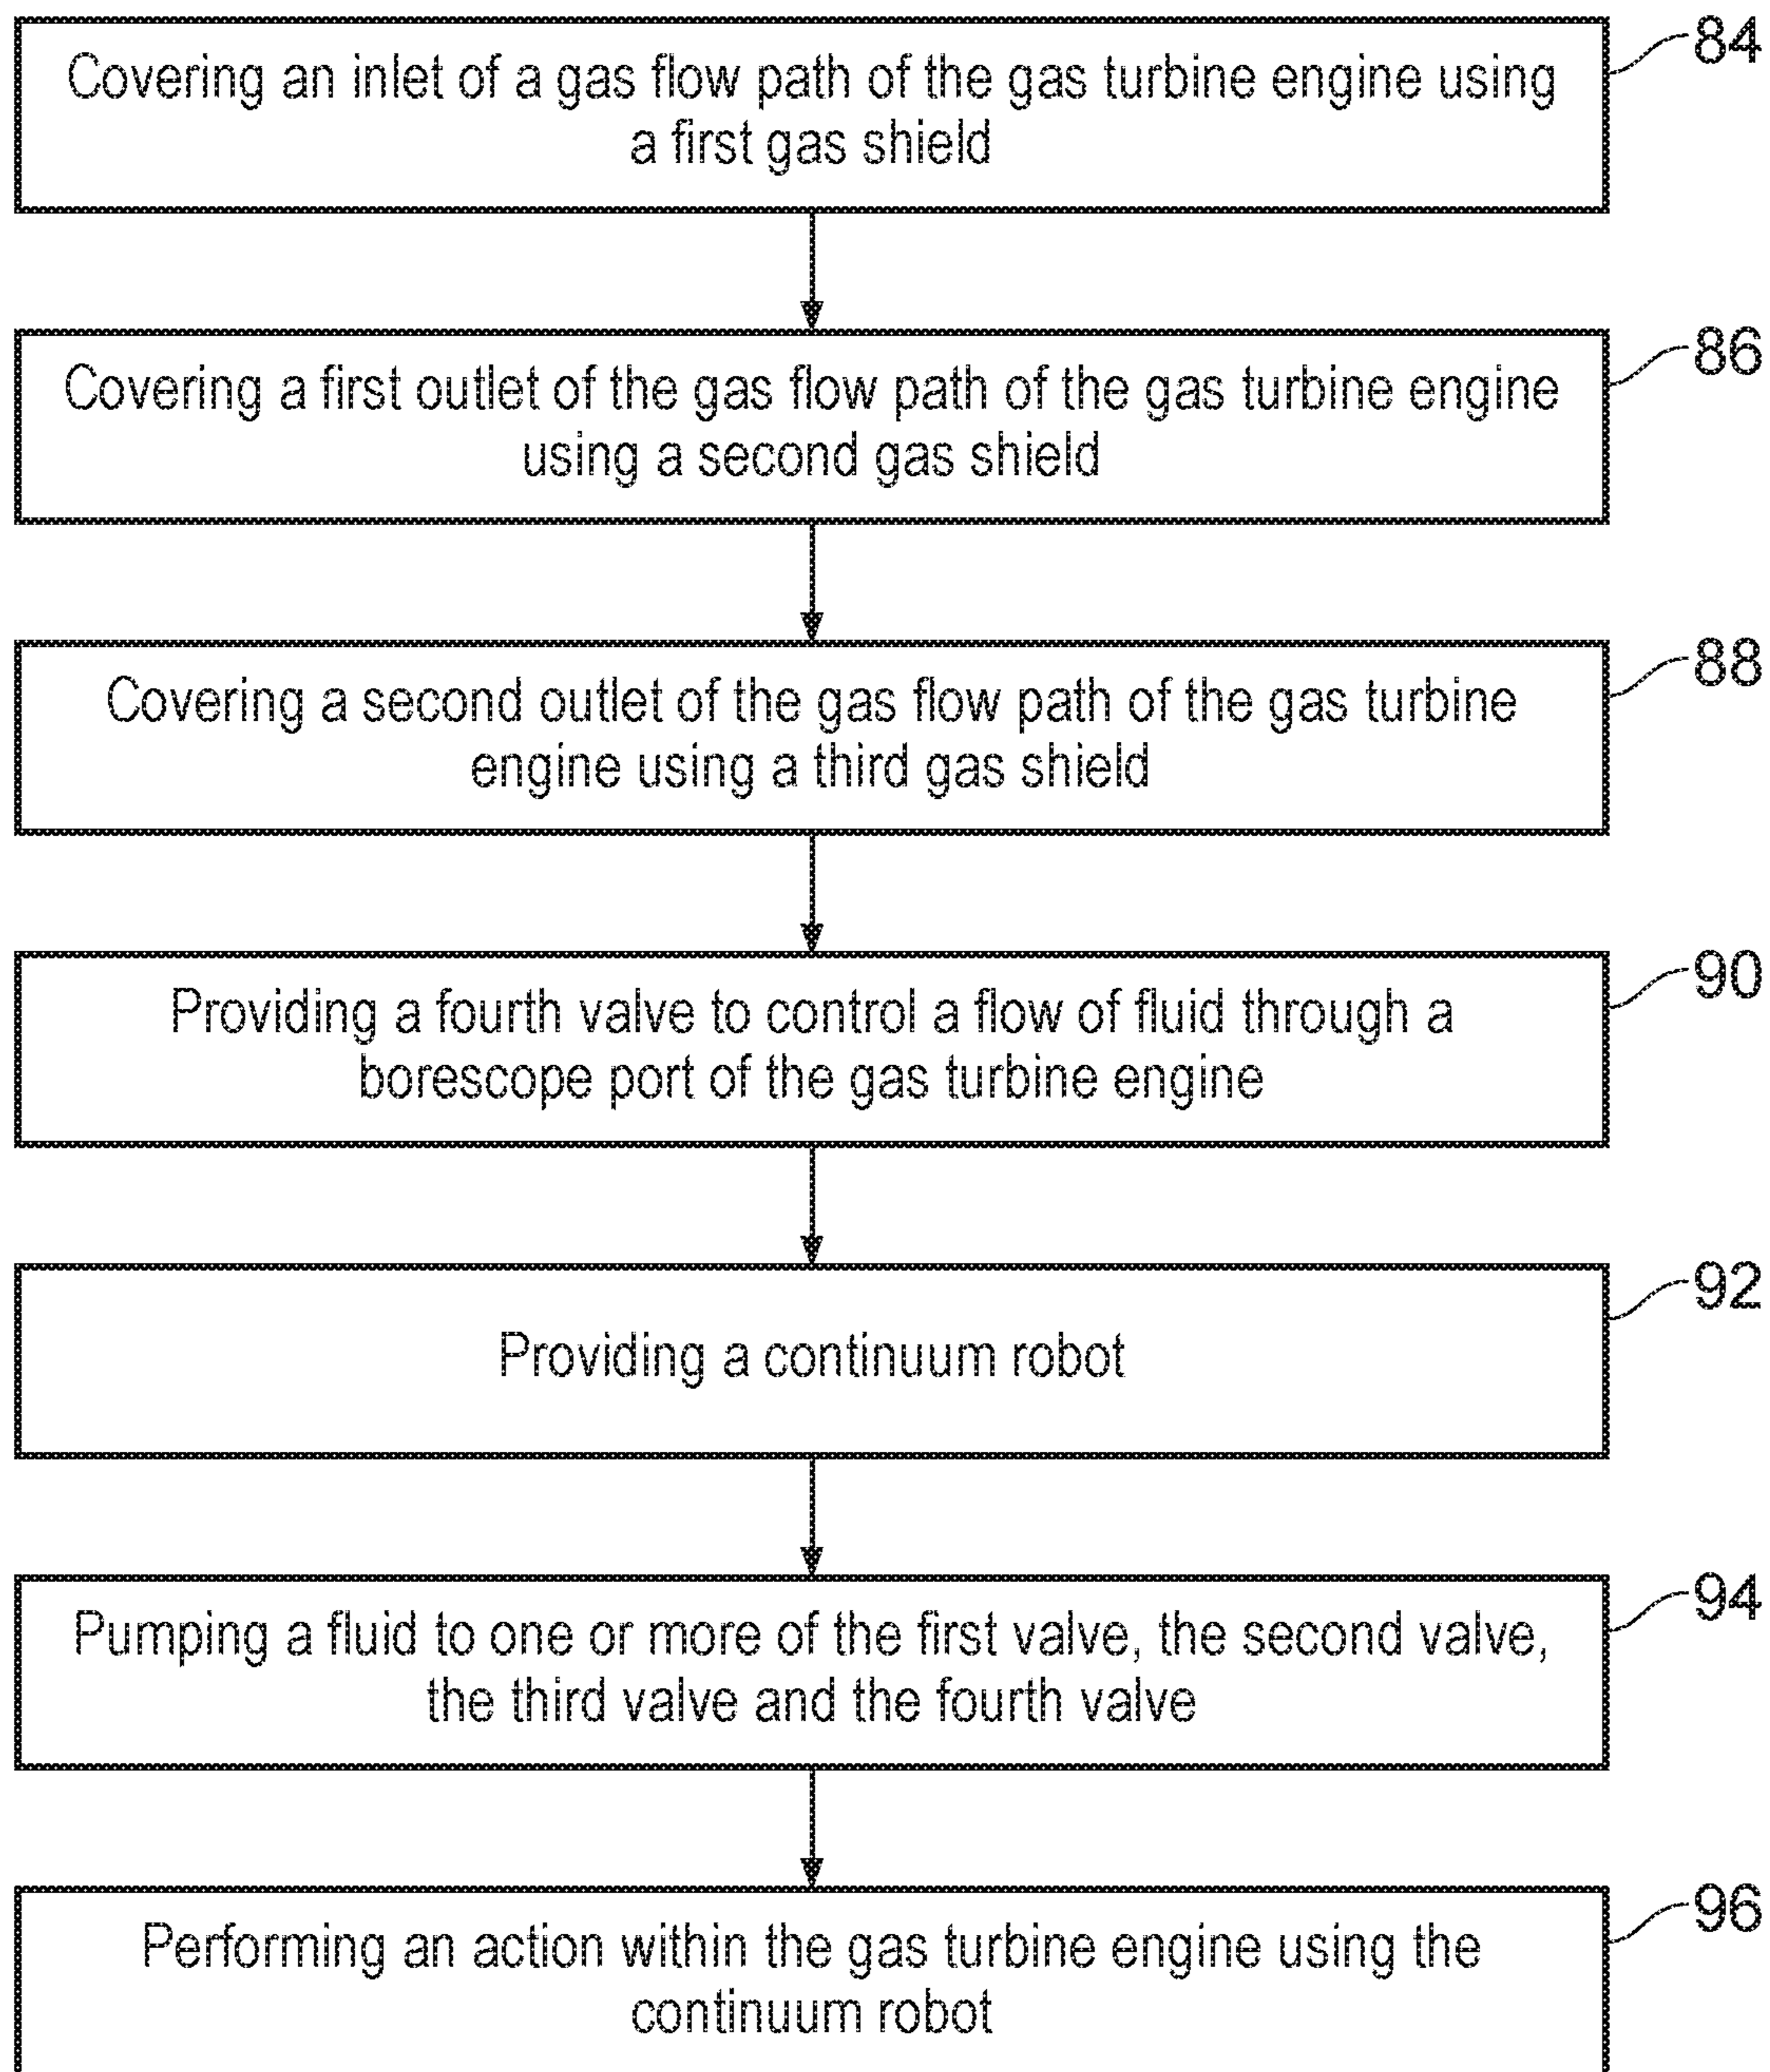 Covering an inlet of a gas flow path of the gas turbine engine using
a first gas shield
84
Covering a first outlet of the gas flow path of the gas turbine engine
using a second gas shield
86
Covering a second outlet of the gas flow path of the gas turbine
engine using a third gas shield
88
Providing a fourth valve to control a flow of fluid through a
borescope port of the gas turbine engine
90
Providing a continuum robot
92
Pumping a fluid to one or more of the first valve, the second valve,
the third valve and the fourth valve
94
Performing an action within the gas turbine engine using the
continuum robot
96